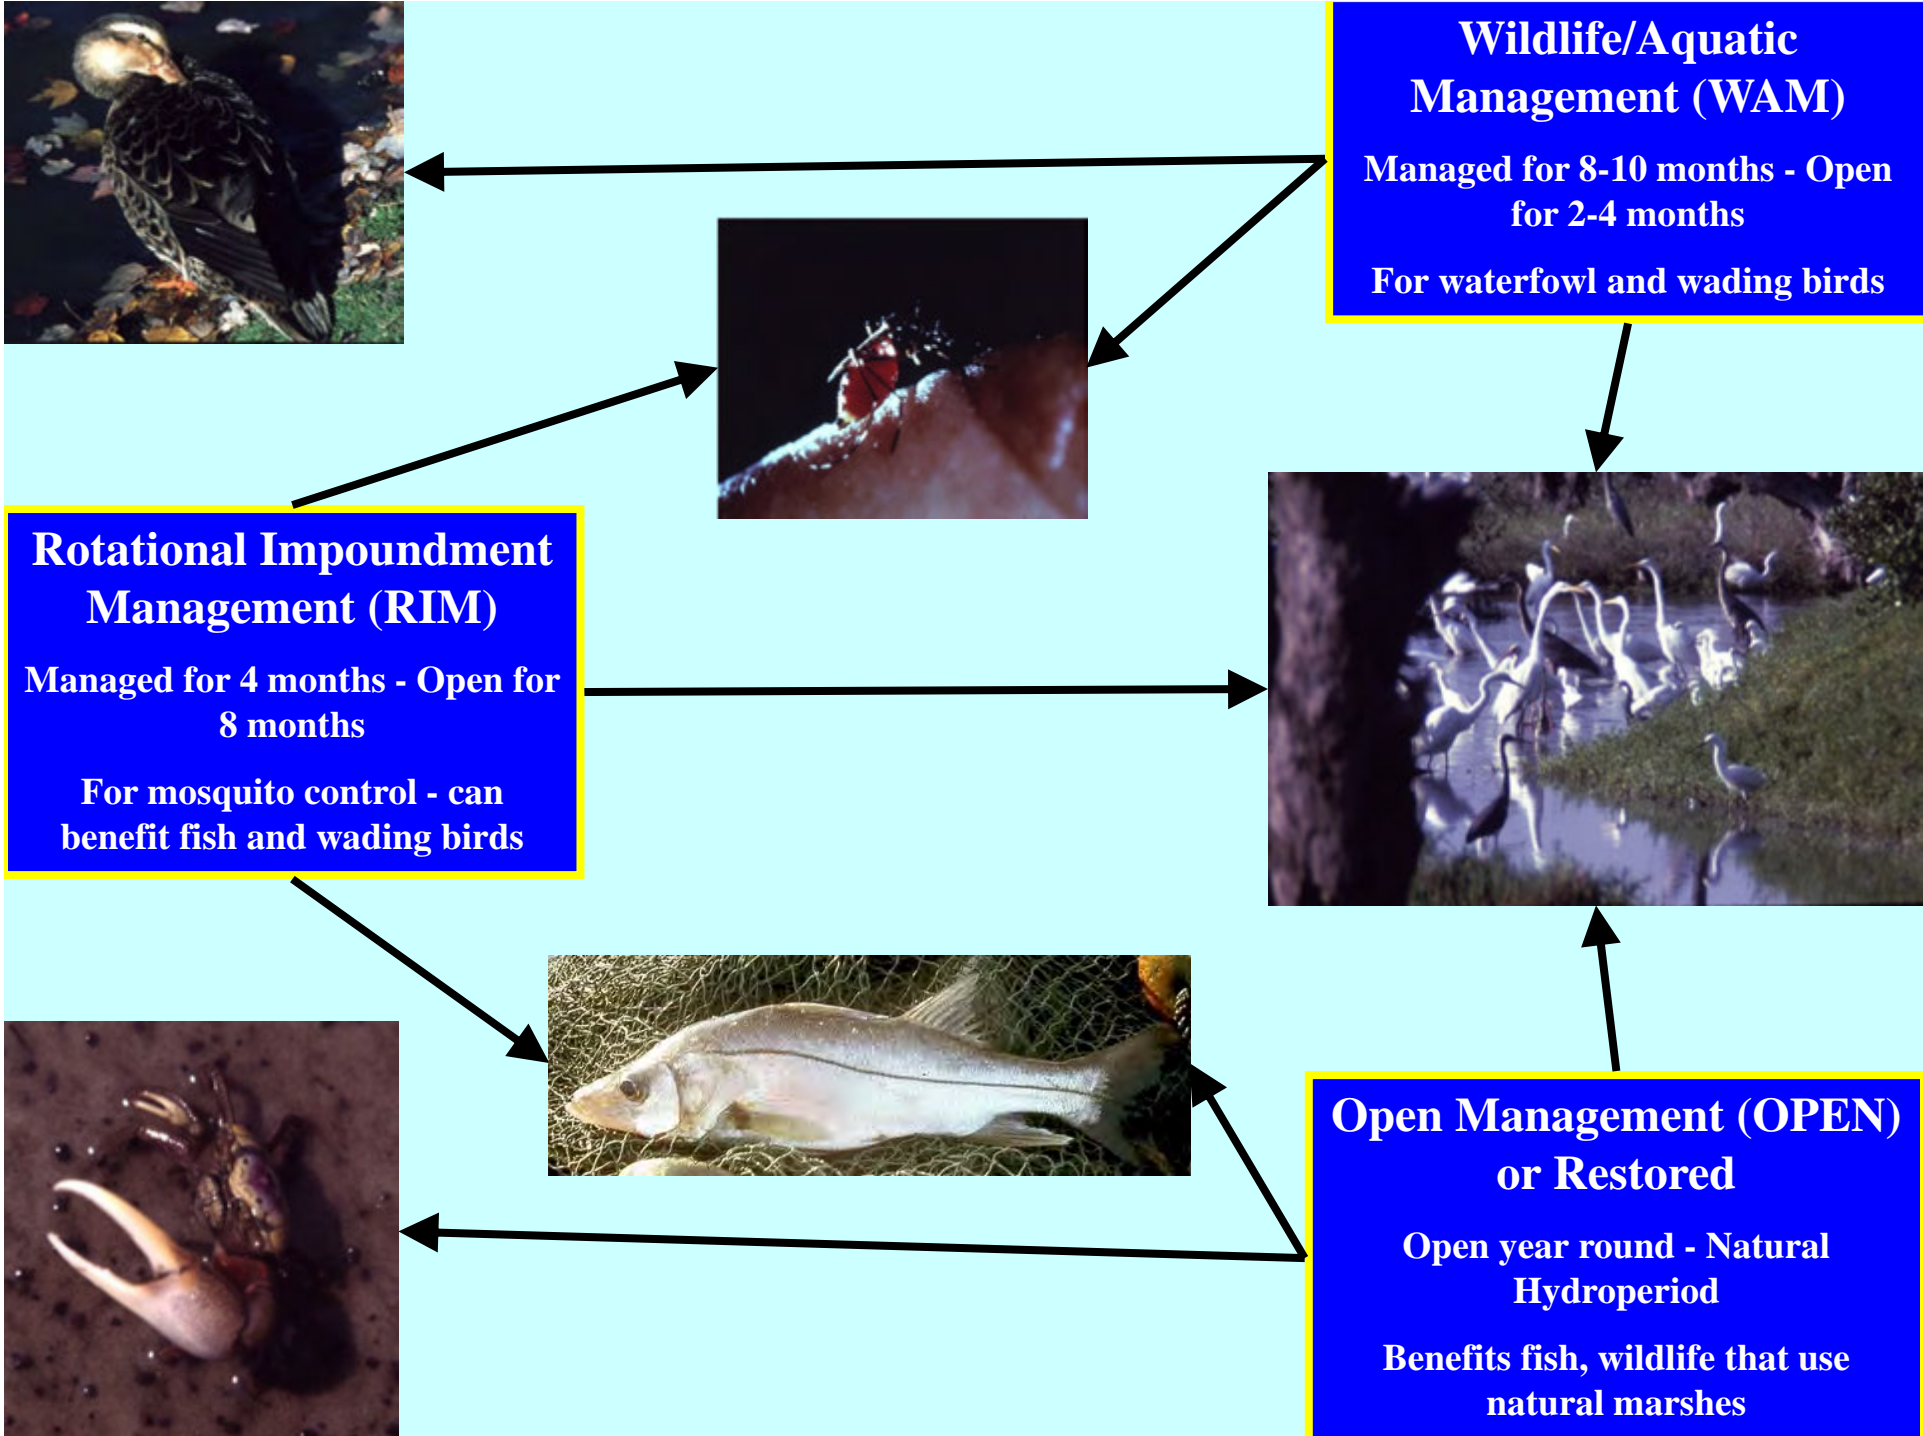 Wildlife/Aquatic
Management (WAM)
Managed for 8-10 months - Open
for 2-4 months
For waterfowl and wading birds
Rotational Impoundment
Management (RIM)
Managed for 4 months - Open for
8 months
For mosquito control - can
benefit fish and wading birds
Open Management (OPEN)
or Restored
Open year round - Natural
Hydroperiod
Benefits fish, wildlife that use
natural marshes